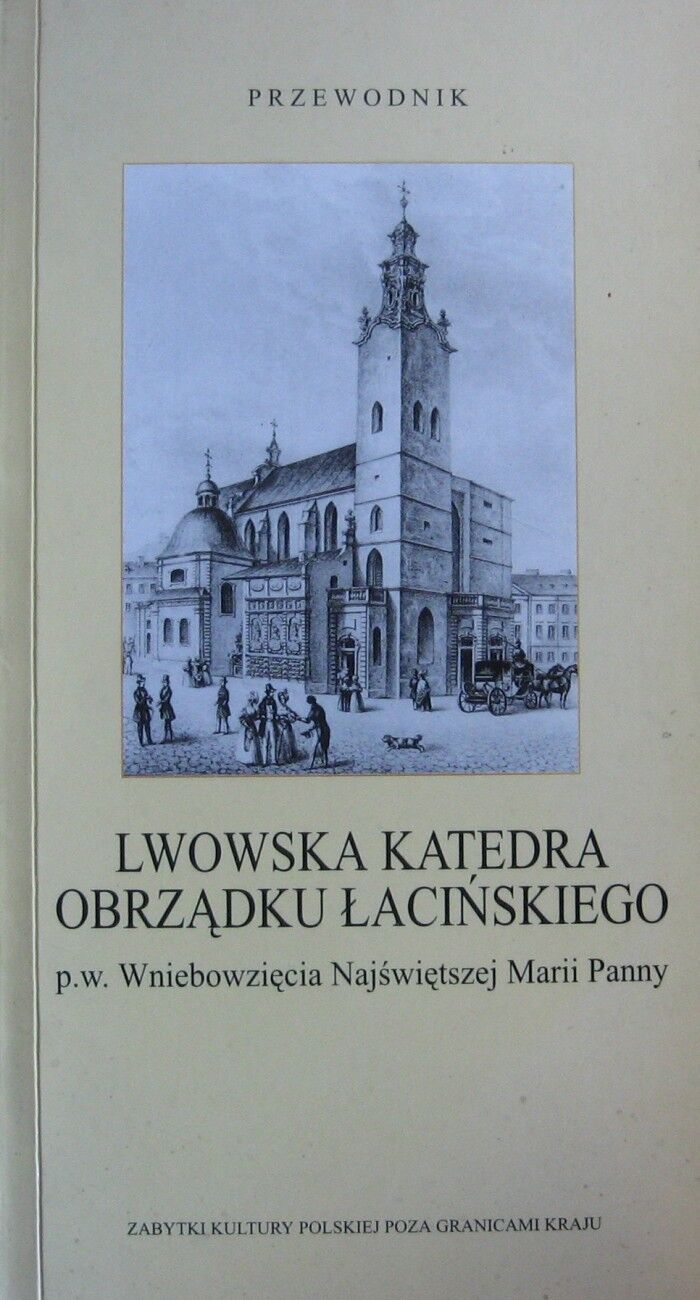 PRZEWODNIK
LWOWSKA KATEDRA
OBRZĄDKU ŁACIŃSKIEGO
p.w. Wniebowzięcia Najświętszej Marii Panny
ZABYTKI KULTURY POLSKIEJ POZA GRANICAMI KRAJU